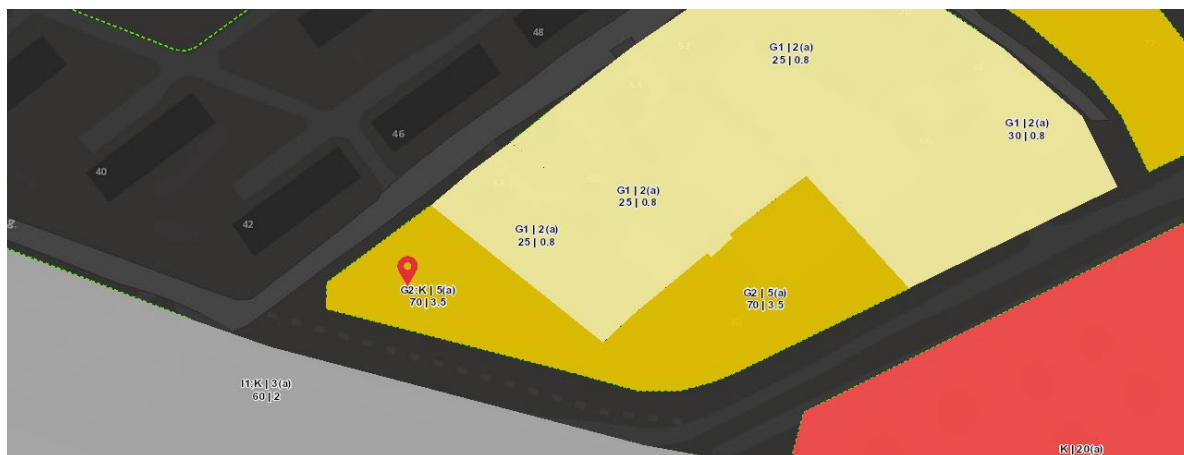 48
G1 | 2(a)
25 | 0.8
46
G1 | 2(a)
30 | 0.8
40
G1 | 2(a)
25 | 0.8
42
G1 | 2(a)
25 | 0.8
G2;K | 5(a)
70 | 3.5
G2 | 5(a)
70 | 3.5
I1;K | 3(a)
60 | 2
K | 20(a)